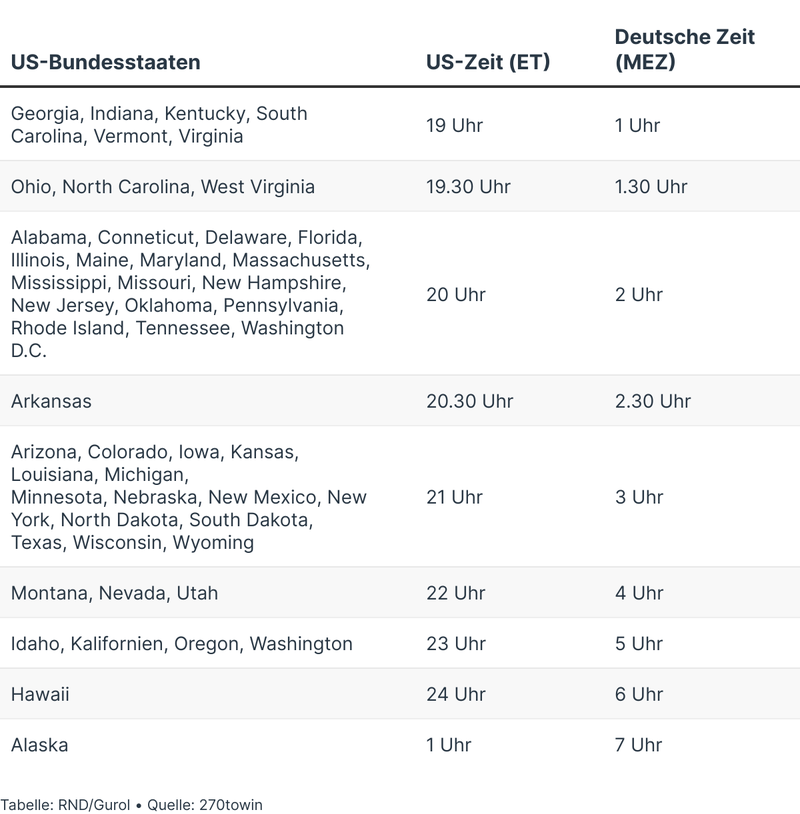 US-Bundesstaaten
US-Zeit (ET)
Deutsche Zeit
(MEZ)
Georgia, Indiana, Kentucky, South
Carolina, Vermont, Virginia
19 Uhr
1 Uhr
Ohio, North Carolina, West Virginia
19.30 Uhr
1.30 Uhr
Alabama, Conneticut, Delaware, Florida,
Illinois, Maine, Maryland, Massachusetts,
Mississippi, Missouri, New Hampshire,
New Jersey, Oklahoma, Pennsylvania,
Rhode Island, Tennessee, Washington
D.C.
20 Uhr
2 Uhr
Arkansas
20.30 Uhr
2.30 Uhr
Arizona, Colorado, Iowa, Kansas,
Louisiana, Michigan,
Minnesota, Nebraska, New Mexico, New
York, North Dakota, South Dakota,
Texas, Wisconsin, Wyoming
21 Uhr
3 Uhr
Montana, Nevada, Utah
22 Uhr
4 Uhr
Idaho, Kalifornien, Oregon, Washington
23 Uhr
5 Uhr
Hawaii
24 Uhr
6 Uhr
Alaska
1 Uhr
7 Uhr
Tabelle: RND/Gurol • Quelle: 270towin